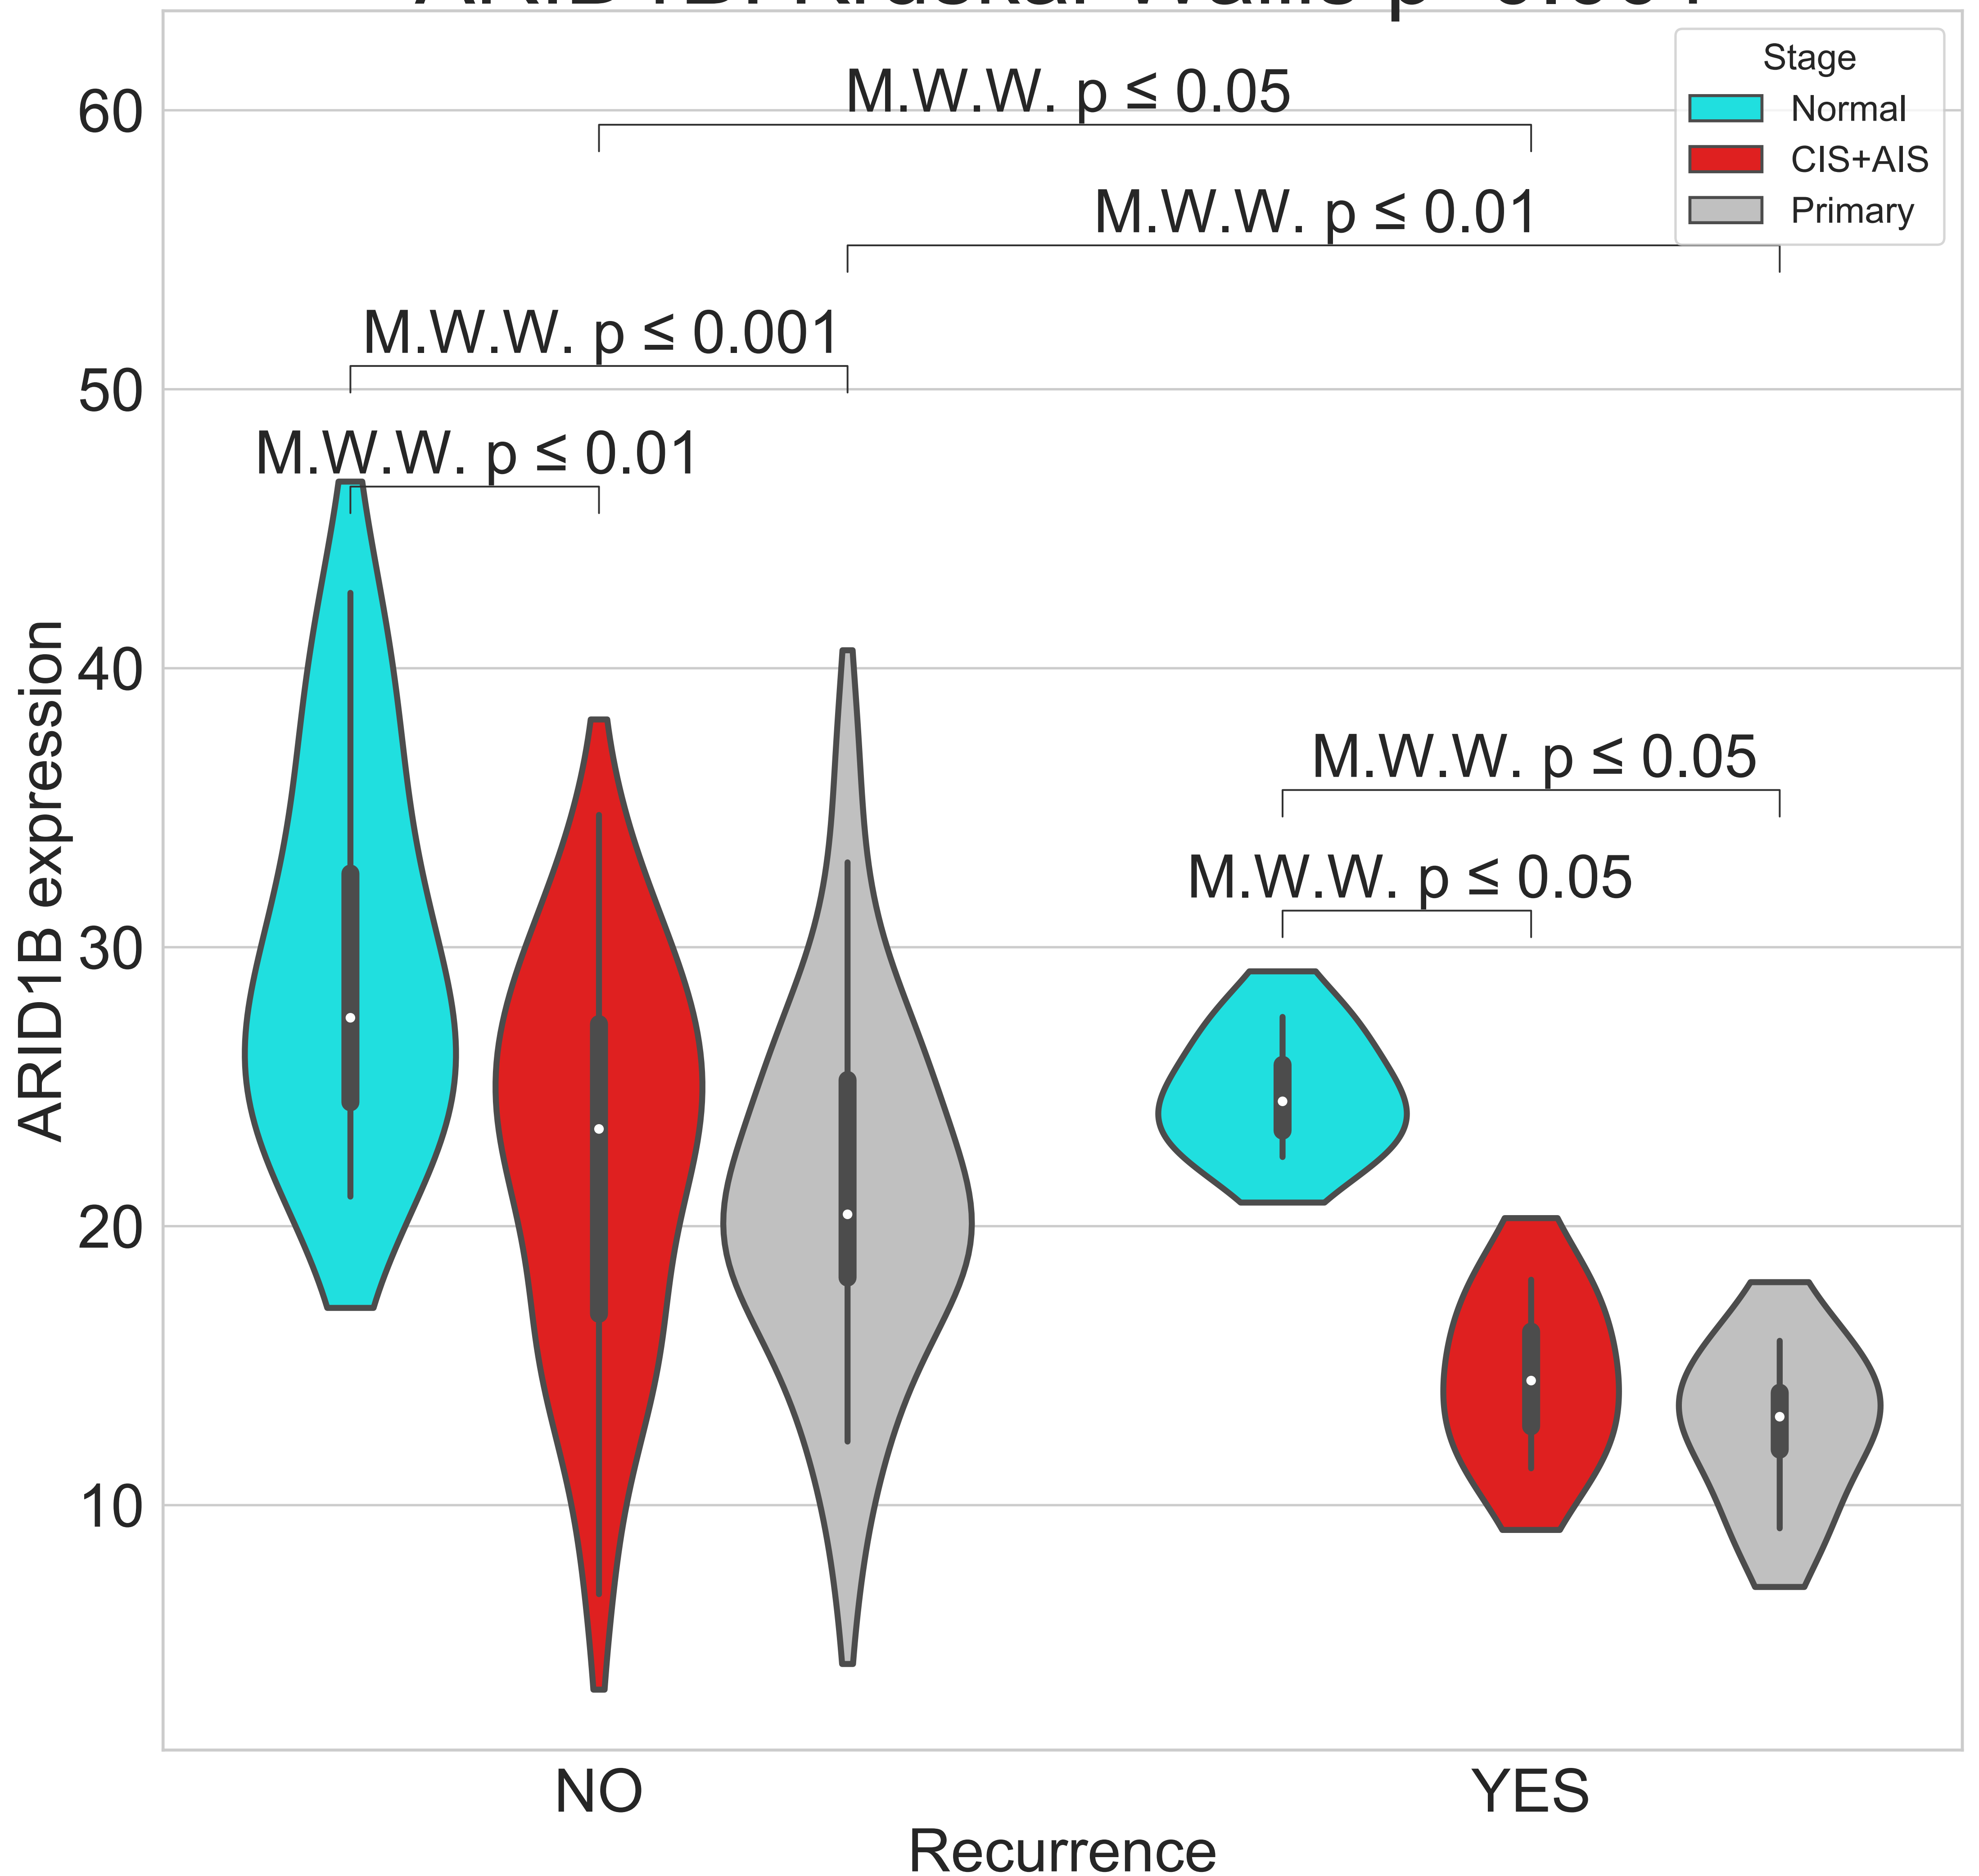 Stage
Normal
CIS+AIS
Primary
M.W.W. p ≤ 0.05
M.W.W. p ≤ 0.01
M.W.W. p ≤ 0.001
M.W.W. p ≤ 0.01
M.W.W. p ≤ 0.05
M.W.W. p ≤ 0.05
60
50
40
30
20
10
ARID1B expression
NO
YES
Recurrence